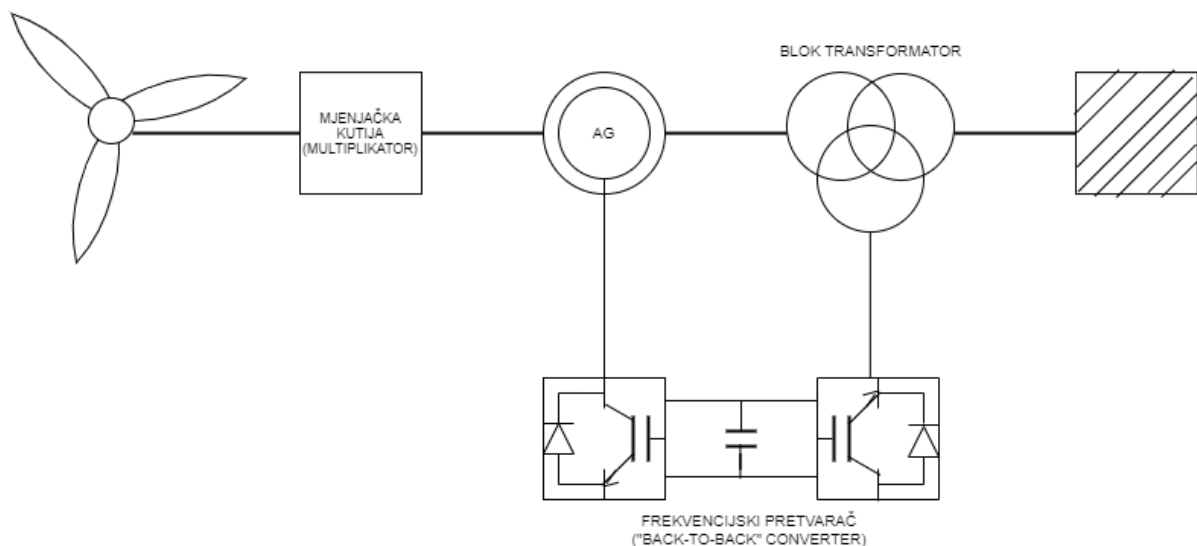 BLOK TRANSFORMATOR
MJENJAČKA
KUTIJA
(MULTIPLIKATOR)
AG
FREKVENCIJSKI PRETVARAČ
("BACK-TO-BACK" CONVERTER)